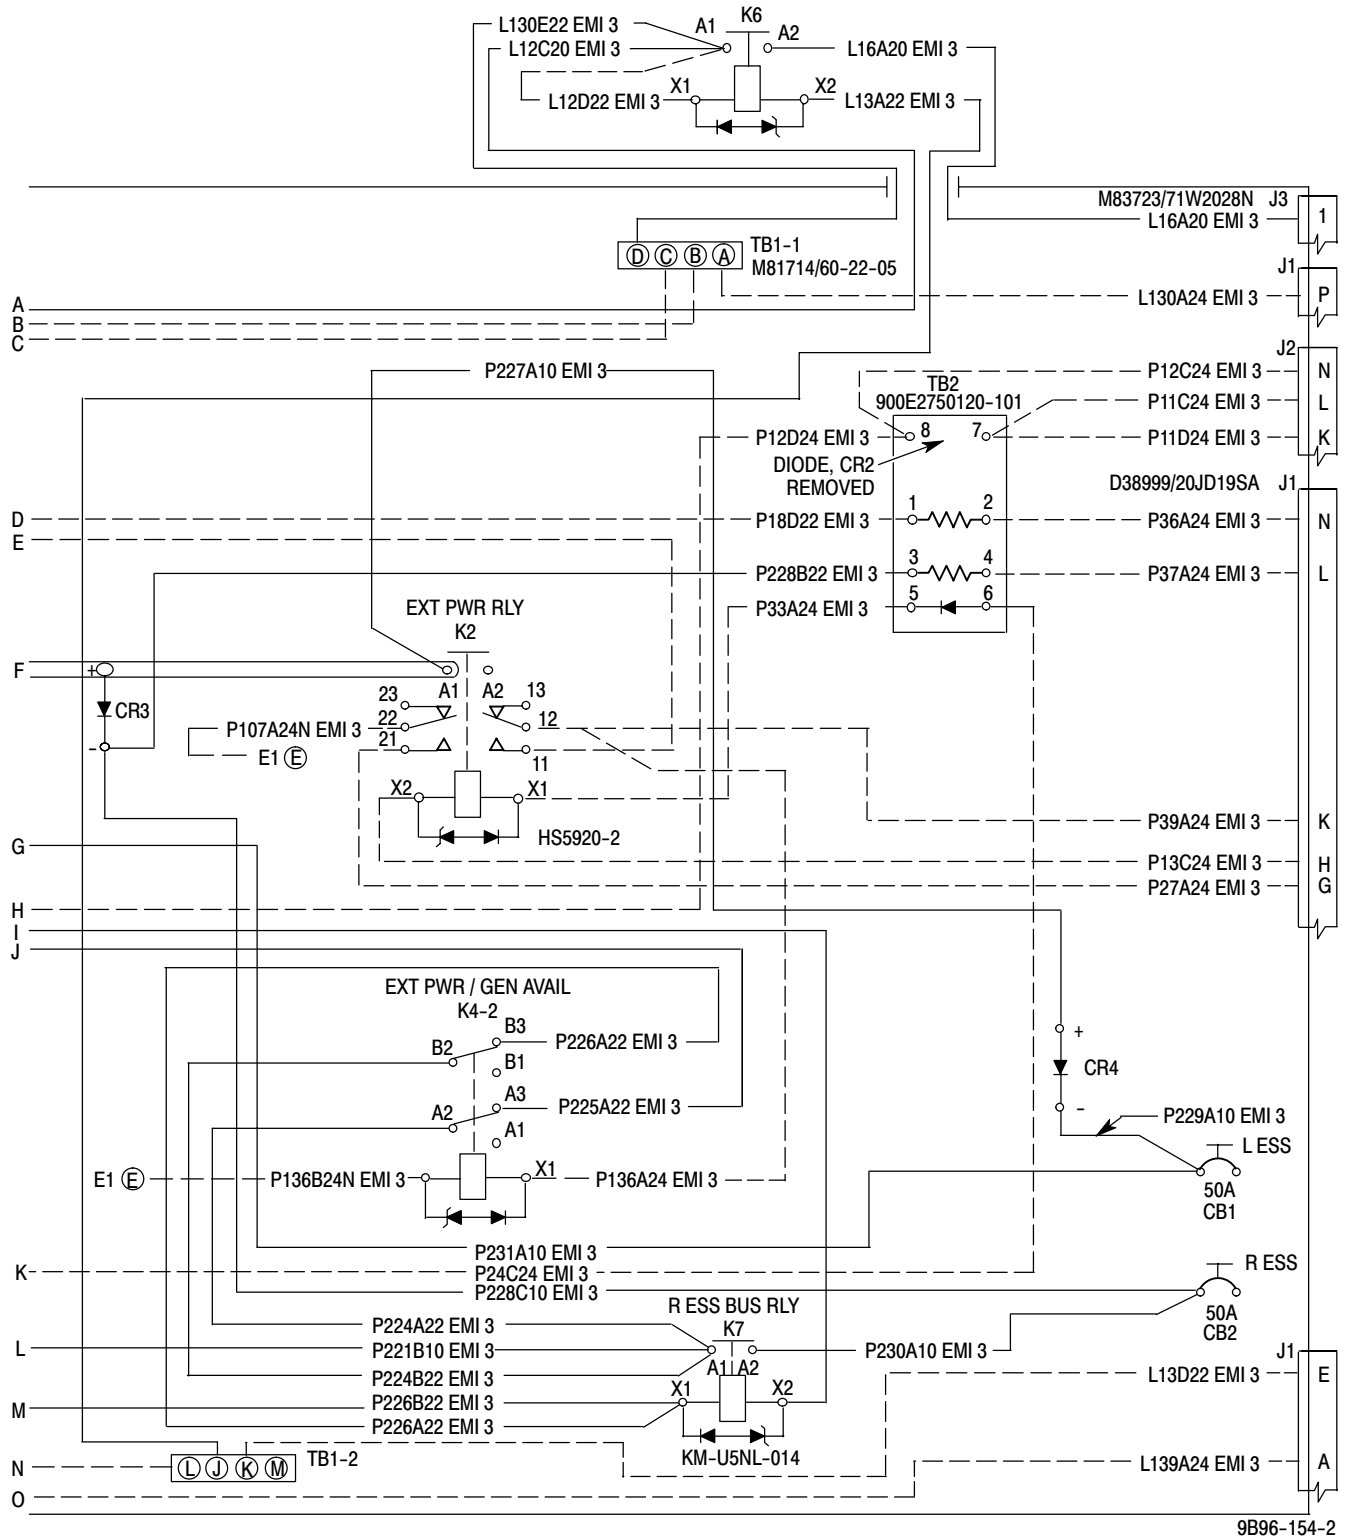 L130E22 EMI 3
A1
K6
A2
L12C20 EMI 3
L16A20 EMI 3
L12D22 EMI 3
X1
X2
L13A22 EMI 3
M83723/71W2028N
J3
L16A20 EMI 3
1
TB1-1
D C B A
M81714/60-22-05
J1
L130A24 EMI 3
P
A
B
C
J2
P227A10 EMI 3
P12C24 EMI 3
N
TB2
900E2750120-101
P11C24 EMI 3
L
P12D24 EMI 3
8
7
P11D24 EMI 3
K
DIODE, CR2
REMOVED
D38999/20JD19SA
J1
D
P18D22 EMI 3
1
2
P36A24 EMI 3
N
E
P228B22 EMI 3
3
4
P37A24 EMI 3
L
EXT PWR RLY
P33A24 EMI 3
5
6
K2
F
+
23
A1
A2
13
CR3
P107A24N EMI 3
22
12
-
E1 E
21
11
X2
X1
HS5920-2
P39A24 EMI 3
K
G
P13C24 EMI 3
H
P27A24 EMI 3
G
H
I
J
EXT PWR / GEN AVAIL
K4-2
B3
P226A22 EMI 3
B2
B1
+
CR4
A3
P225A22 EMI 3
A2
A1
-
P229A10 EMI 3
L ESS
E1 E
P136B24N EMI 3
X1
P136A24 EMI 3
50A
CB1
P231A10 EMI 3
K
P24C24 EMI 3
P228C10 EMI 3
R ESS
R ESS BUS RLY
50A
CB2
P224A22 EMI 3
K7
L
P221B10 EMI 3
P230A10 EMI 3
J1
A1
A2
P224B22 EMI 3
L13D22 EMI 3
E
X1
X2
M
P226B22 EMI 3
P226A22 EMI 3
KM-U5NL-014
TB1-2
N
L J K M
L139A24 EMI 3
A
O
9B96-154-2